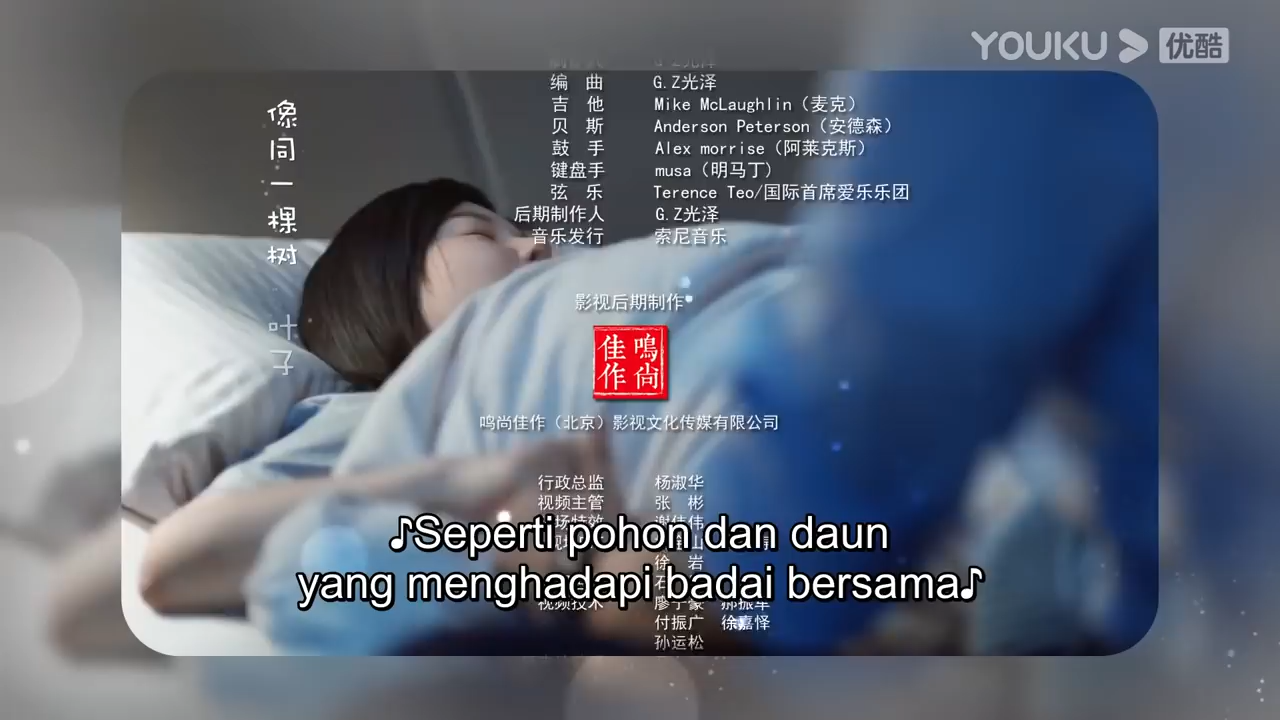 YOUKU 优酷
像同一棵树 叶子
编 曲 G.Z光泽
吉 他 Mike McLaughlin（麦克）
贝 斯 Anderson Peterson（安德森）
鼓 手 Alex morrise（阿莱克斯）
键盘手 musa（明马丁）
弦 乐 Terence Teo/国际首席爱乐乐团
后期制作人 G.Z光泽
音乐发行 索尼音乐
影视后期制作
鸣尚佳作
鸣尚佳作（北京）影视文化传媒有限公司
行政总监 杨淑华
视频主管 张 彬
♪Seperti pohon dan daun
yang menghadapi badai bersama♪
视频技术
付振广 徐嘉怿
孙运松